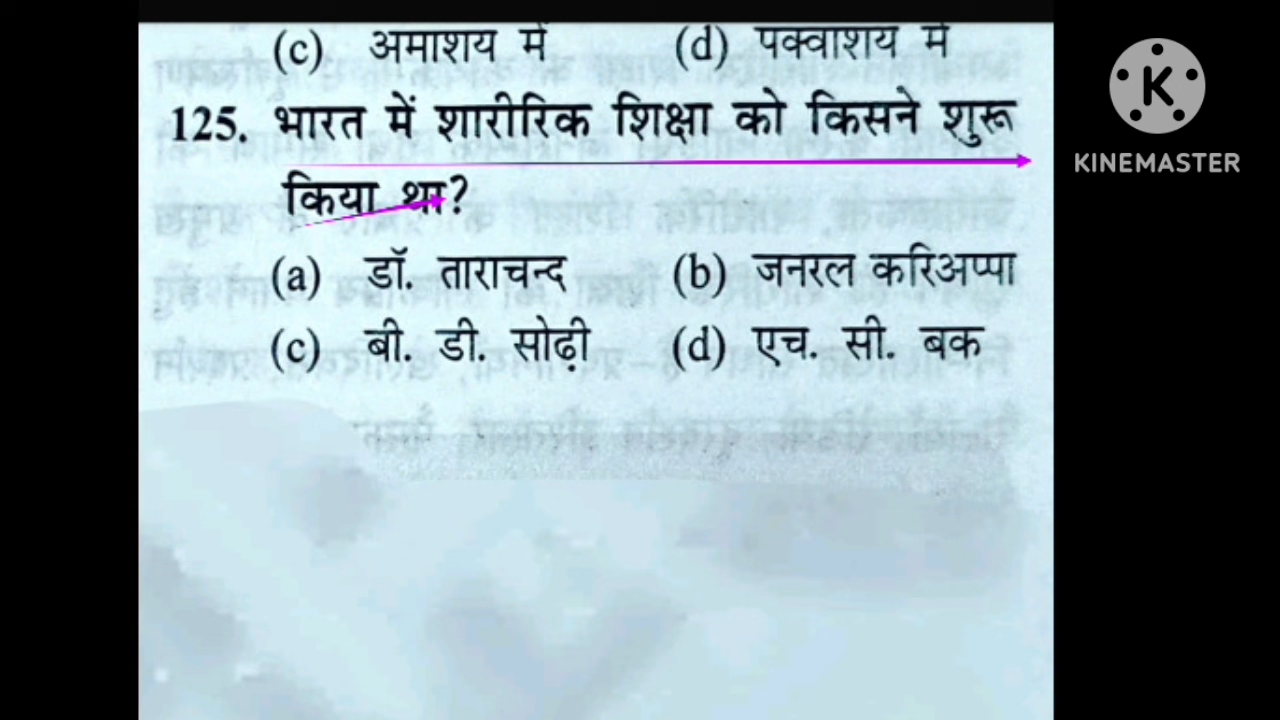 (c) अमाशय में (d) पक्वाशय में
125. भारत में शारीरिक शिक्षा को किसने शुरू
किया था?
(a) डॉ. ताराचन्द (b) जनरल करिअप्पा
(c) बी. डी. सोढ़ी (d) एच. सी. बक
K
KINEMASTER